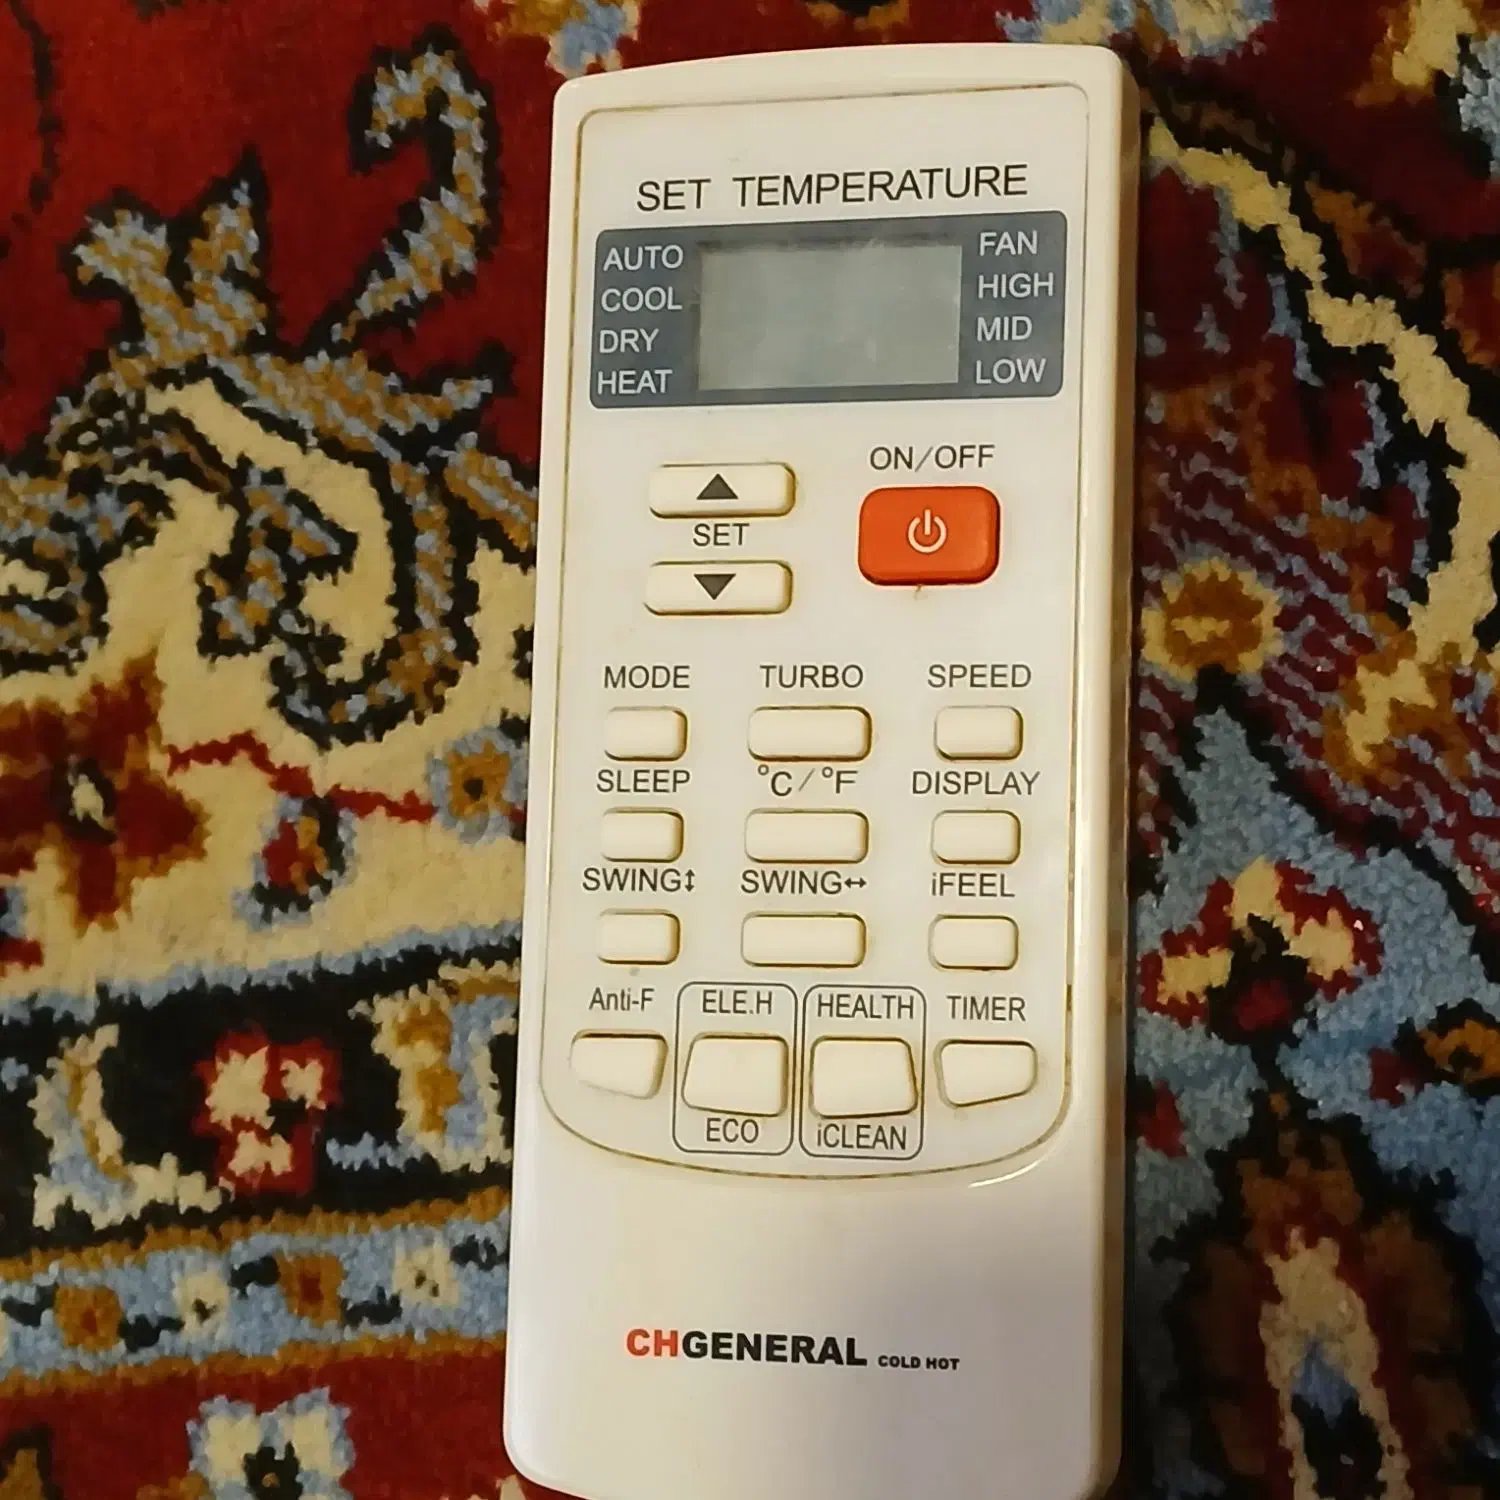 SET TEMPERATURE
AUTO
COOL
DRY
HEAT
FAN
HIGH
MID
LOW
ON/OFF
SET
MODE TURBO SPEED
SLEEP °C/°F DISPLAY
SWING↕ SWING↔ iFEEL
Anti-F ELE.H HEALTH TIMER
ECO iCLEAN
CHGENERAL COLD HOT